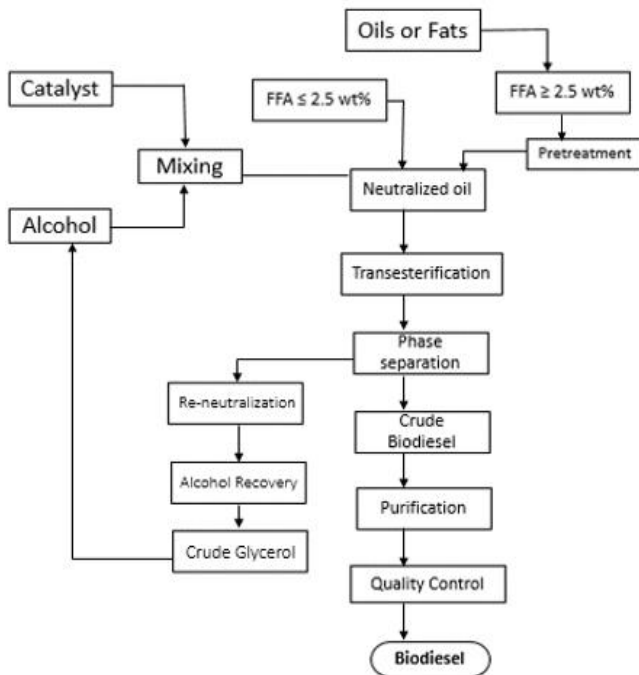 Oils or Fats
Catalyst
FFA ≤ 2.5 wt%
FFA ≥ 2.5 wt%
Mixing
Pretreatment
Neutralized oil
Alcohol
Transesterification
Phase
separation
Re-neutralization
Crude
Biodiesel
Alcohol Recovery
Purification
Crude Glycerol
Quality Control
Biodiesel